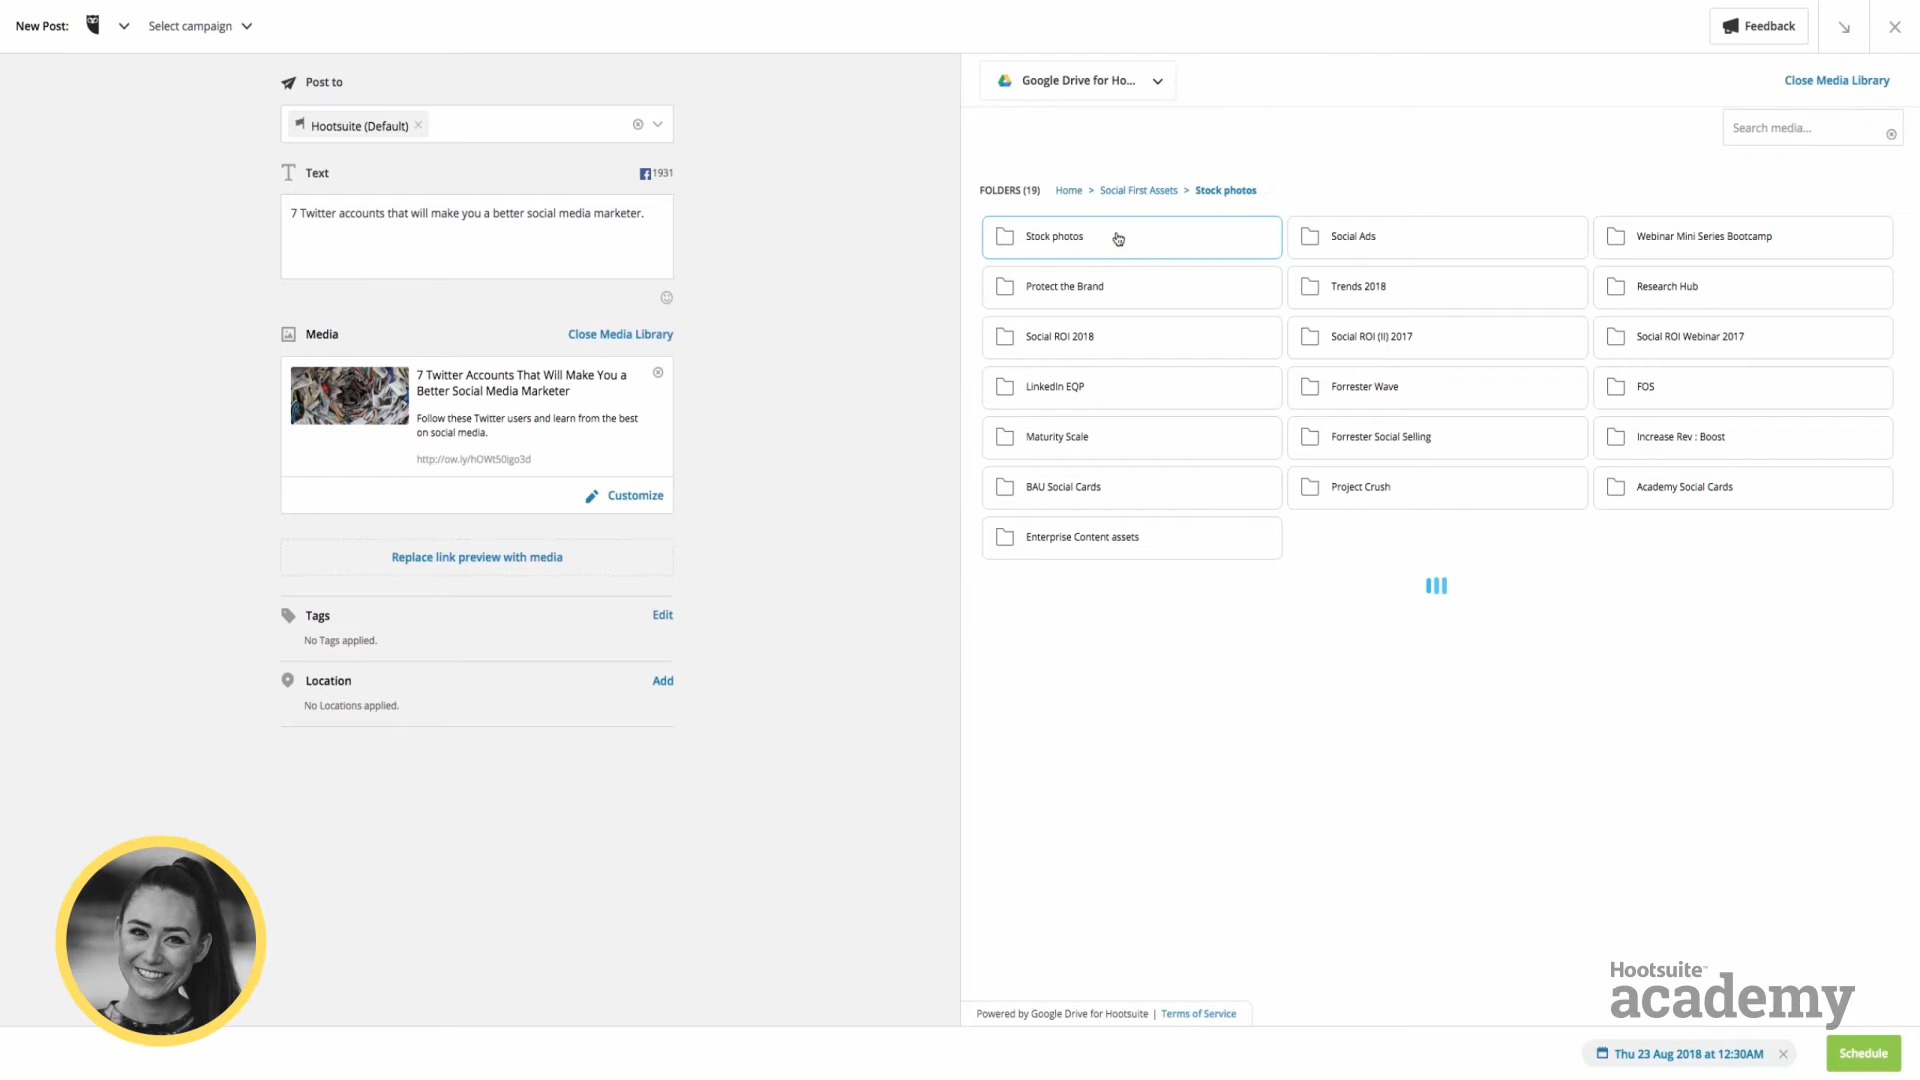 New Post:
Select campaign
Feedback
Post to
Hootsuite (Default)
Text
1931
7 Twitter accounts that will make you a better social media marketer.
Media
Close Media Library
7 Twitter Accounts That Will Make You a
Better Social Media Marketer
Follow these Twitter users and learn from the best
on social media.
http://ow.ly/hOWt50igo3d
Customize
Replace link preview with media
Tags
Edit
No Tags applied.
Location
Add
No Locations applied.
Google Drive for Ho...
Close Media Library
Search media...
FOLDERS (19)
Home > Social First Assets > Stock photos
Stock photos
Social Ads
Webinar Mini Series Bootcamp
Protect the Brand
Trends 2018
Research Hub
Social ROI 2018
Social ROI (II) 2017
Social ROI Webinar 2017
LinkedIn EQP
Forrester Wave
FOS
Maturity Scale
Forrester Social Selling
Increase Rev : Boost
BAU Social Cards
Project Crush
Academy Social Cards
Enterprise Content assets
Hootsuite™
academy
Powered by Google Drive for Hootsuite | Terms of Service
Thu 23 Aug 2018 at 12:30AM
Schedule